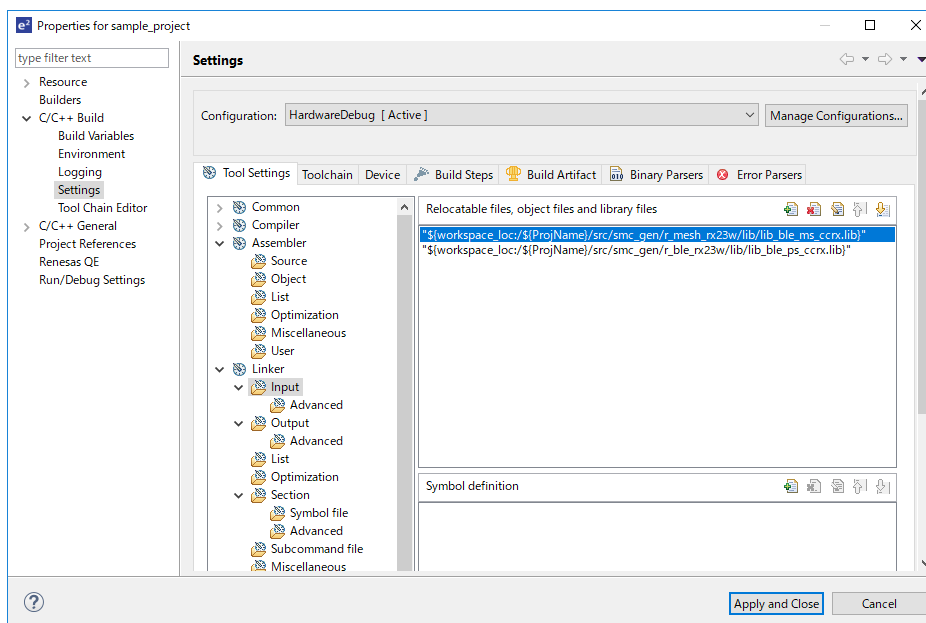 e² Properties for sample_project
type filter text
Resource
Builders
C/C++ Build
Build Variables
Environment
Logging
Settings
Tool Chain Editor
C/C++ General
Project References
Renesas QE
Run/Debug Settings
Settings
Configuration: HardwareDebug [ Active ] Manage Configurations...
Tool Settings Toolchain Device Build Steps Build Artifact 010 Binary Parsers Error Parsers
Common
Compiler
Assembler
Source
Object
List
Optimization
Miscellaneous
User
Linker
Input
Advanced
Output
Advanced
List
Optimization
Section
Symbol file
Advanced
Subcommand file
Miscellaneous
Relocatable files, object files and library files
"${workspace_loc:/${ProjName}/src/smc_gen/r_mesh_rx23w/lib/lib_ble_ms_ccrx.lib}"
"${workspace_loc:/${ProjName}/src/smc_gen/r_ble_rx23w/lib/lib_ble_ps_ccrx.lib}"
Symbol definition
? Apply and Close Cancel